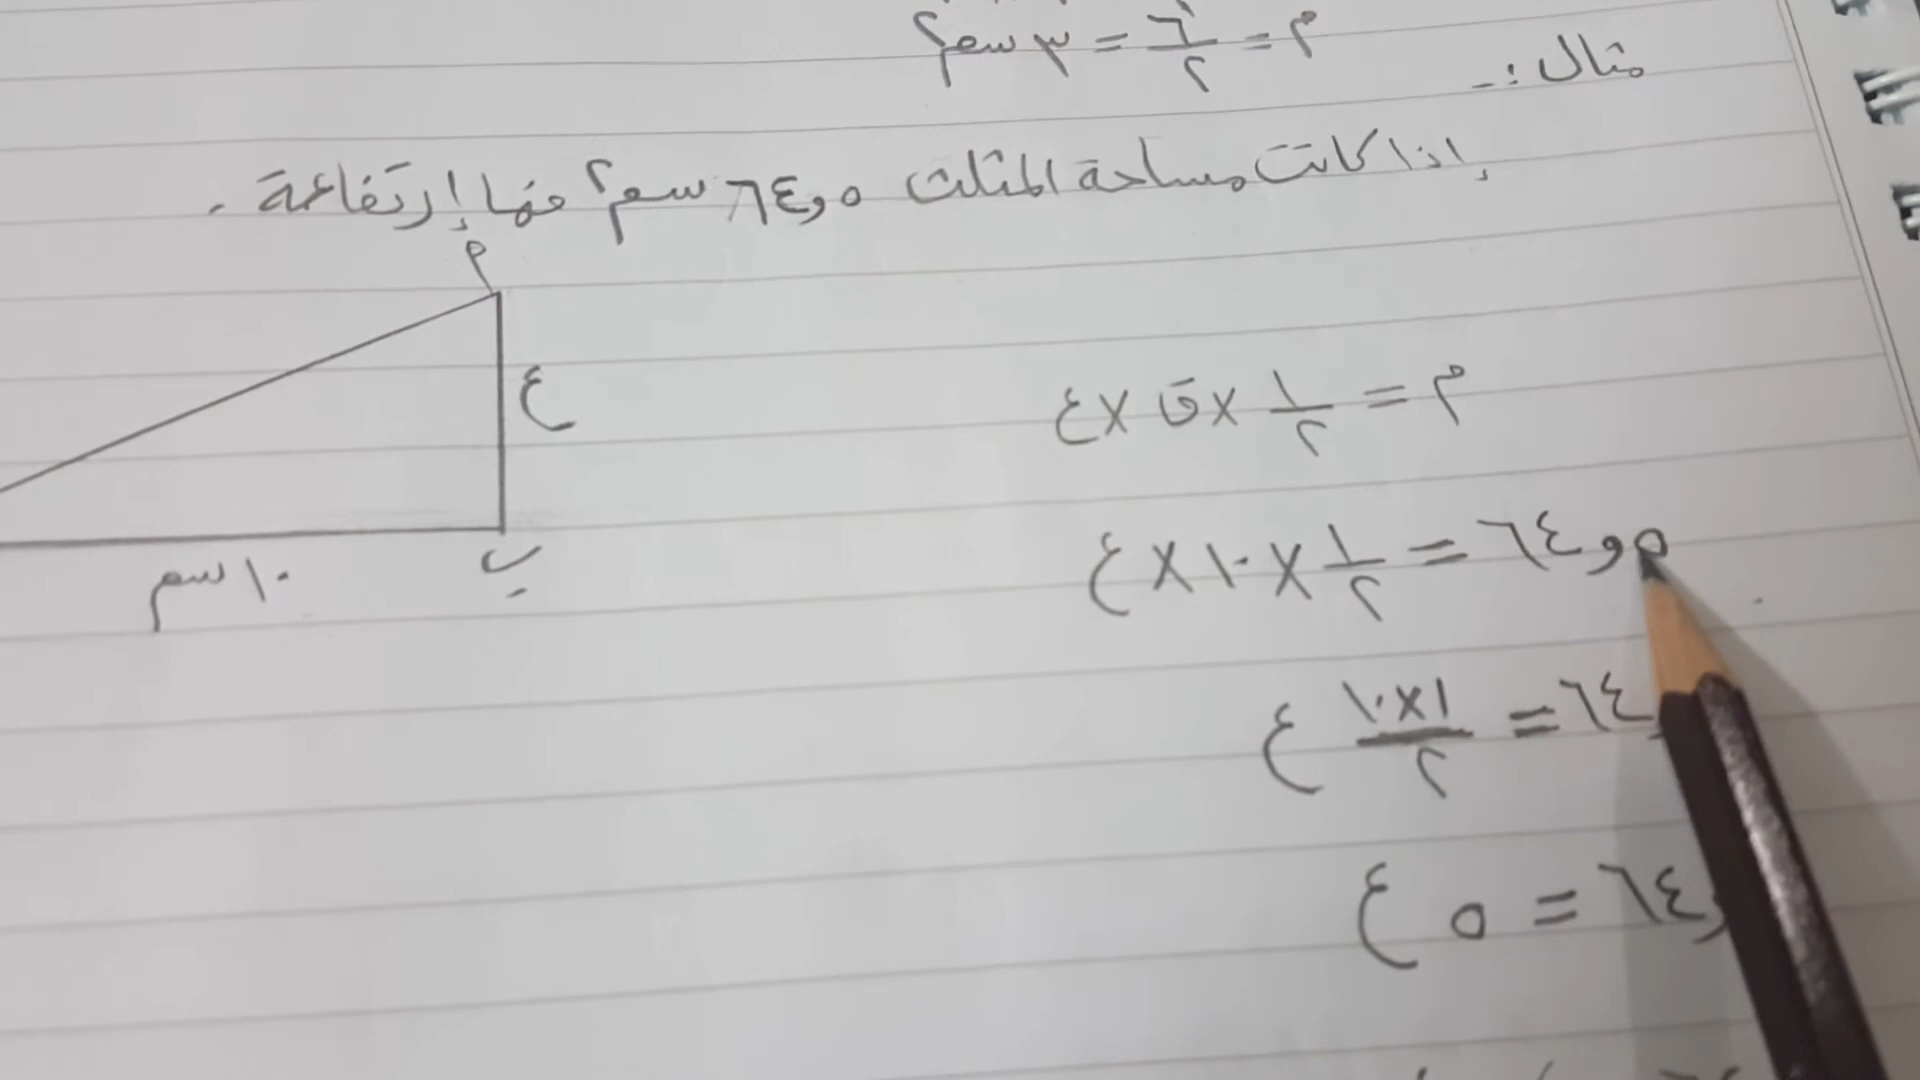 م = ٦/٢ = ٣ سم٢
مثال :-
إذا كانت مساحة المثلث ٦٤,٥ سم٢ فما إرتفاعة .
م
ع
ب
١٠ سم
م = ١/٢ × ق × ع
٦٤,٥ = ١/٢ × ١٠ × ع
٦٤ = ١×١٠/٢ ع
٦٤, = ٥ ع